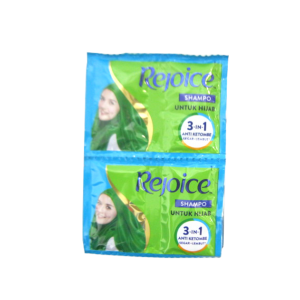 Rejoice
SHAMPO
UNTUK HIJAB
3-IN-1
ANTI KETOMBE
Rejoice
SHAMPO
UNTUK HIJAB
3-IN-1
ANTI KETOMBE